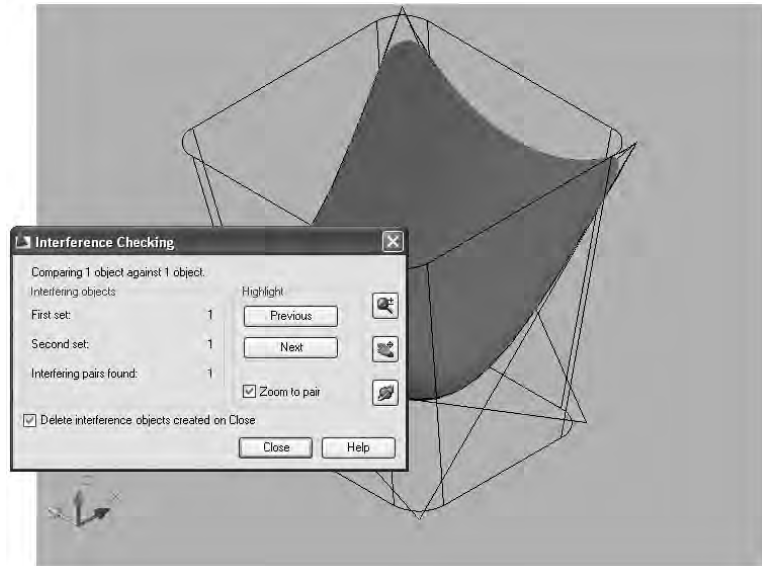 Interference Checking
Comparing 1 object against 1 object.
Interfering objects
Highlight
First set: 1
Previous
Second set: 1
Next
Interfering pairs found: 1
Zoom to pair
Delete interference objects created on Close
Close
Help